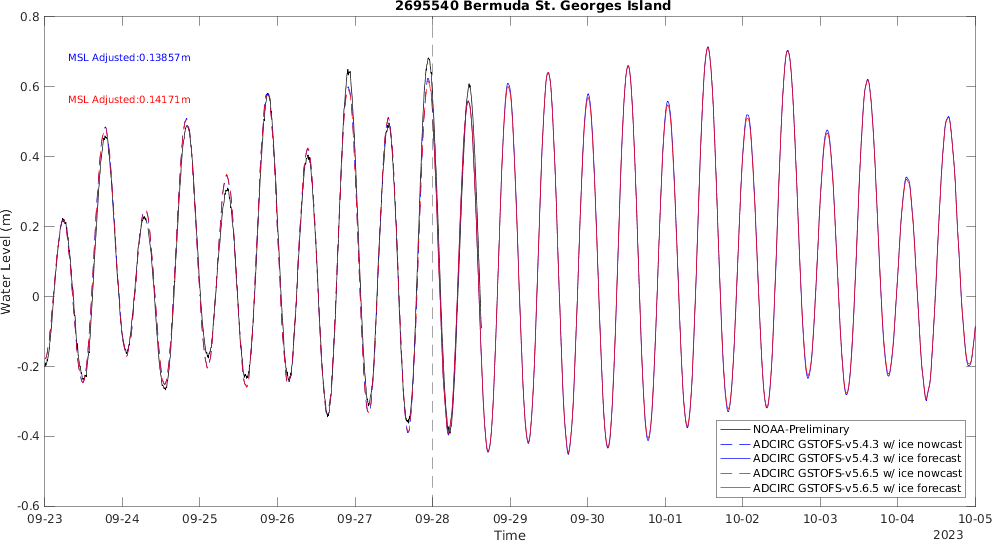 2695540 Bermuda St. Georges Island
0.8
MSL Adjusted:0.13857m
0.6
MSL Adjusted:0.14171m
0.4
0.2
0
-0.2
-0.4
-0.6
Water Level (m)
NOAA-Preliminary
ADCIRC GSTOFS-v5.4.3 w/ ice nowcast
ADCIRC GSTOFS-v5.4.3 w/ ice forecast
ADCIRC GSTOFS-v5.6.5 w/ ice nowcast
ADCIRC GSTOFS-v5.6.5 w/ ice forecast
09-23 09-24 09-25 09-26 09-27 09-28 09-29 09-30 10-01 10-02 10-03 10-04 10-05
Time
2023